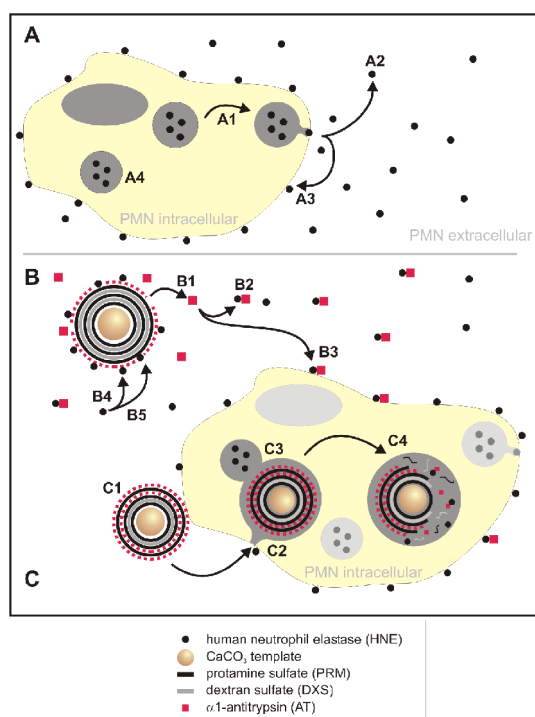 A
A2
A1
A3
A4
PMN intracellular
PMN extracellular
B
B1
B2
B3
B4
B5
C3
C4
C1
C2
PMN intracellular
C
human neutrophil elastase (HNE)
CaCO3 template
protamine sulfate (PRM)
dextran sulfate (DXS)
α1-antitrypsin (AT)